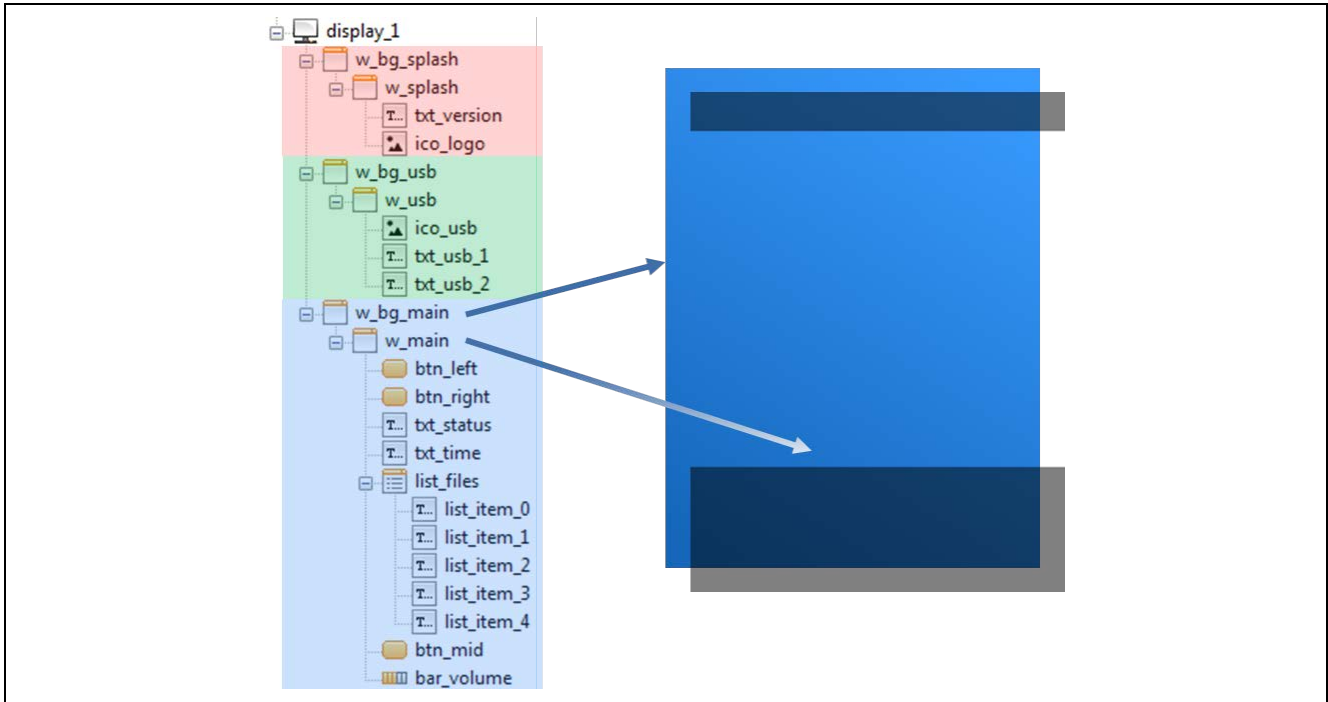 display_1
w_bg_splash
w_splash
T... txt_version
ico_logo
w_bg_usb
w_usb
ico_usb
T... txt_usb_1
T... txt_usb_2
w_bg_main
w_main
btn_left
btn_right
T... txt_status
T... txt_time
list_files
T... list_item_0
T... list_item_1
T... list_item_2
T... list_item_3
T... list_item_4
btn_mid
bar_volume